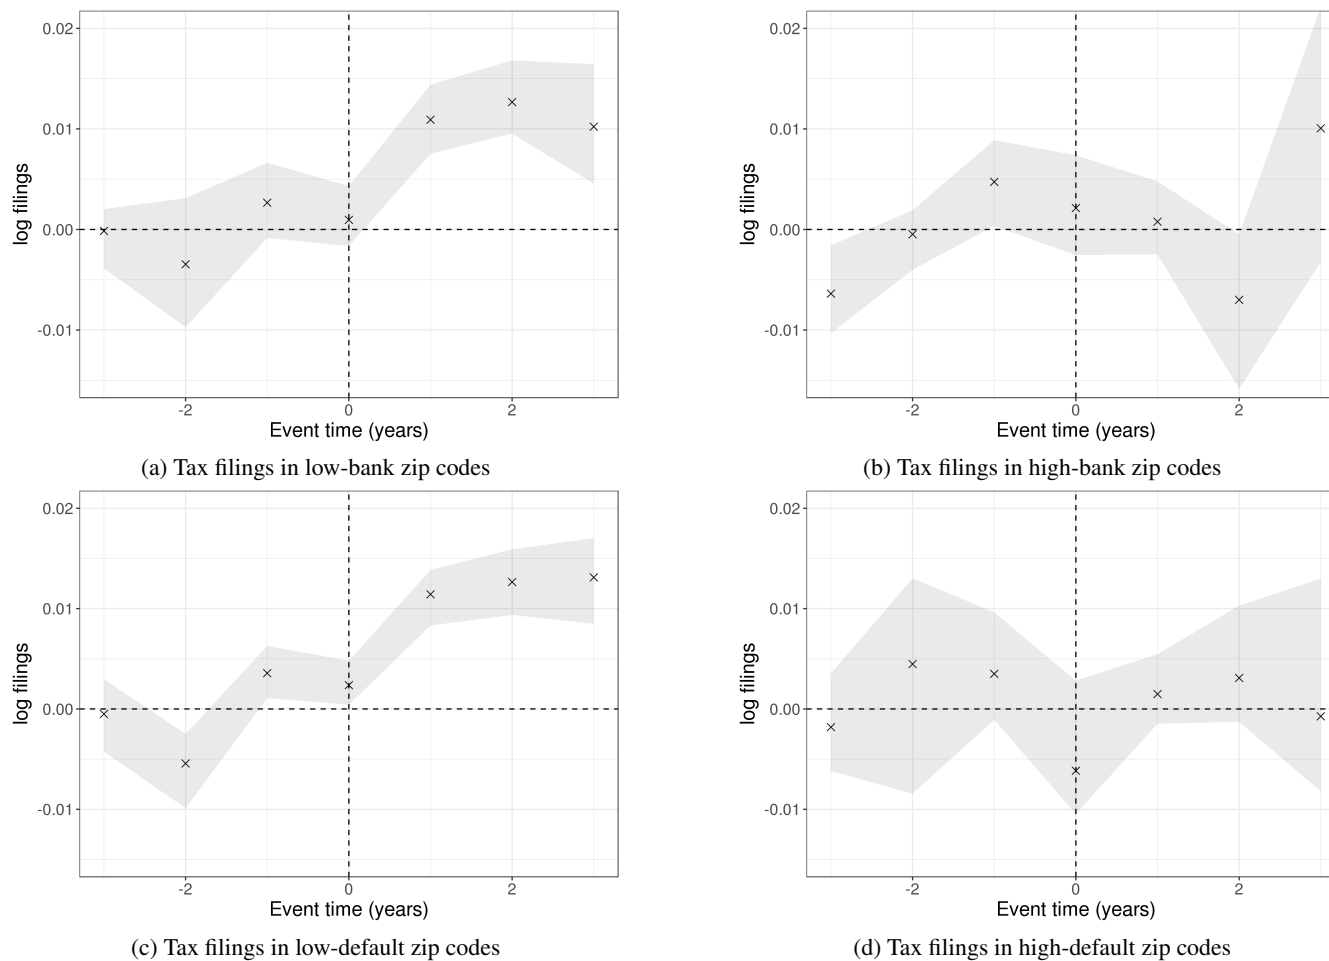 0.02
0.01
0.00
-0.01
log filings
-2
0
2
Event time (years)
(a) Tax filings in low-bank zip codes
0.02
0.01
0.00
-0.01
log filings
-2
0
2
Event time (years)
(b) Tax filings in high-bank zip codes
0.02
0.01
0.00
-0.01
log filings
-2
0
2
Event time (years)
(c) Tax filings in low-default zip codes
0.02
0.01
0.00
-0.01
log filings
-2
0
2
Event time (years)
(d) Tax filings in high-default zip codes